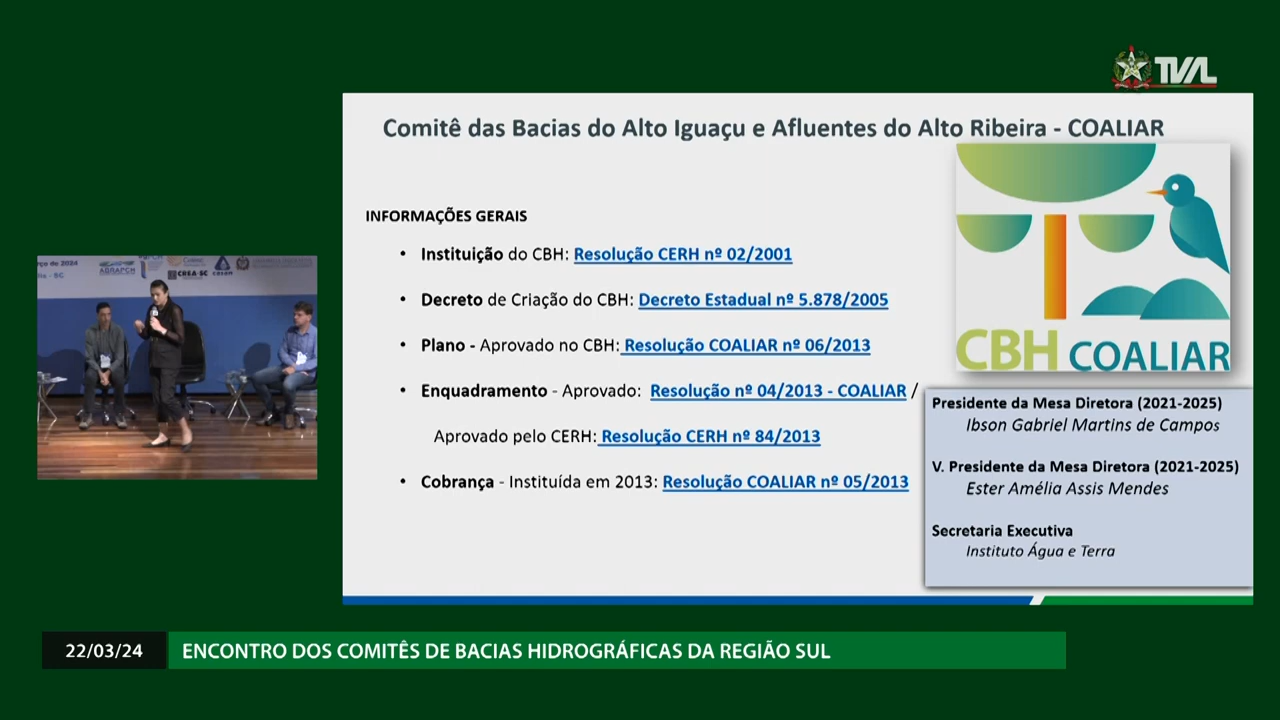 TVAL
Comitê das Bacias do Alto Iguaçu e Afluentes do Alto Ribeira - COALIAR
INFORMAÇÕES GERAIS
• Instituição do CBH: Resolução CERH nº 02/2001
• Decreto de Criação do CBH: Decreto Estadual nº 5.878/2005
• Plano - Aprovado no CBH: Resolução COALIAR nº 06/2013
• Enquadramento - Aprovado: Resolução nº 04/2013 - COALIAR /
Aprovado pelo CERH: Resolução CERH nº 84/2013
• Cobrança - Instituída em 2013: Resolução COALIAR nº 05/2013
CBH COALIAR
Presidente da Mesa Diretora (2021-2025)
Ibson Gabriel Martins de Campos
V. Presidente da Mesa Diretora (2021-2025)
Ester Amélia Assis Mendes
Secretaria Executiva
Instituto Água e Terra
2024
- SC
ABRAPCH
CREA-SC
22/03/24
ENCONTRO DOS COMITÊS DE BACIAS HIDROGRÁFICAS DA REGIÃO SUL